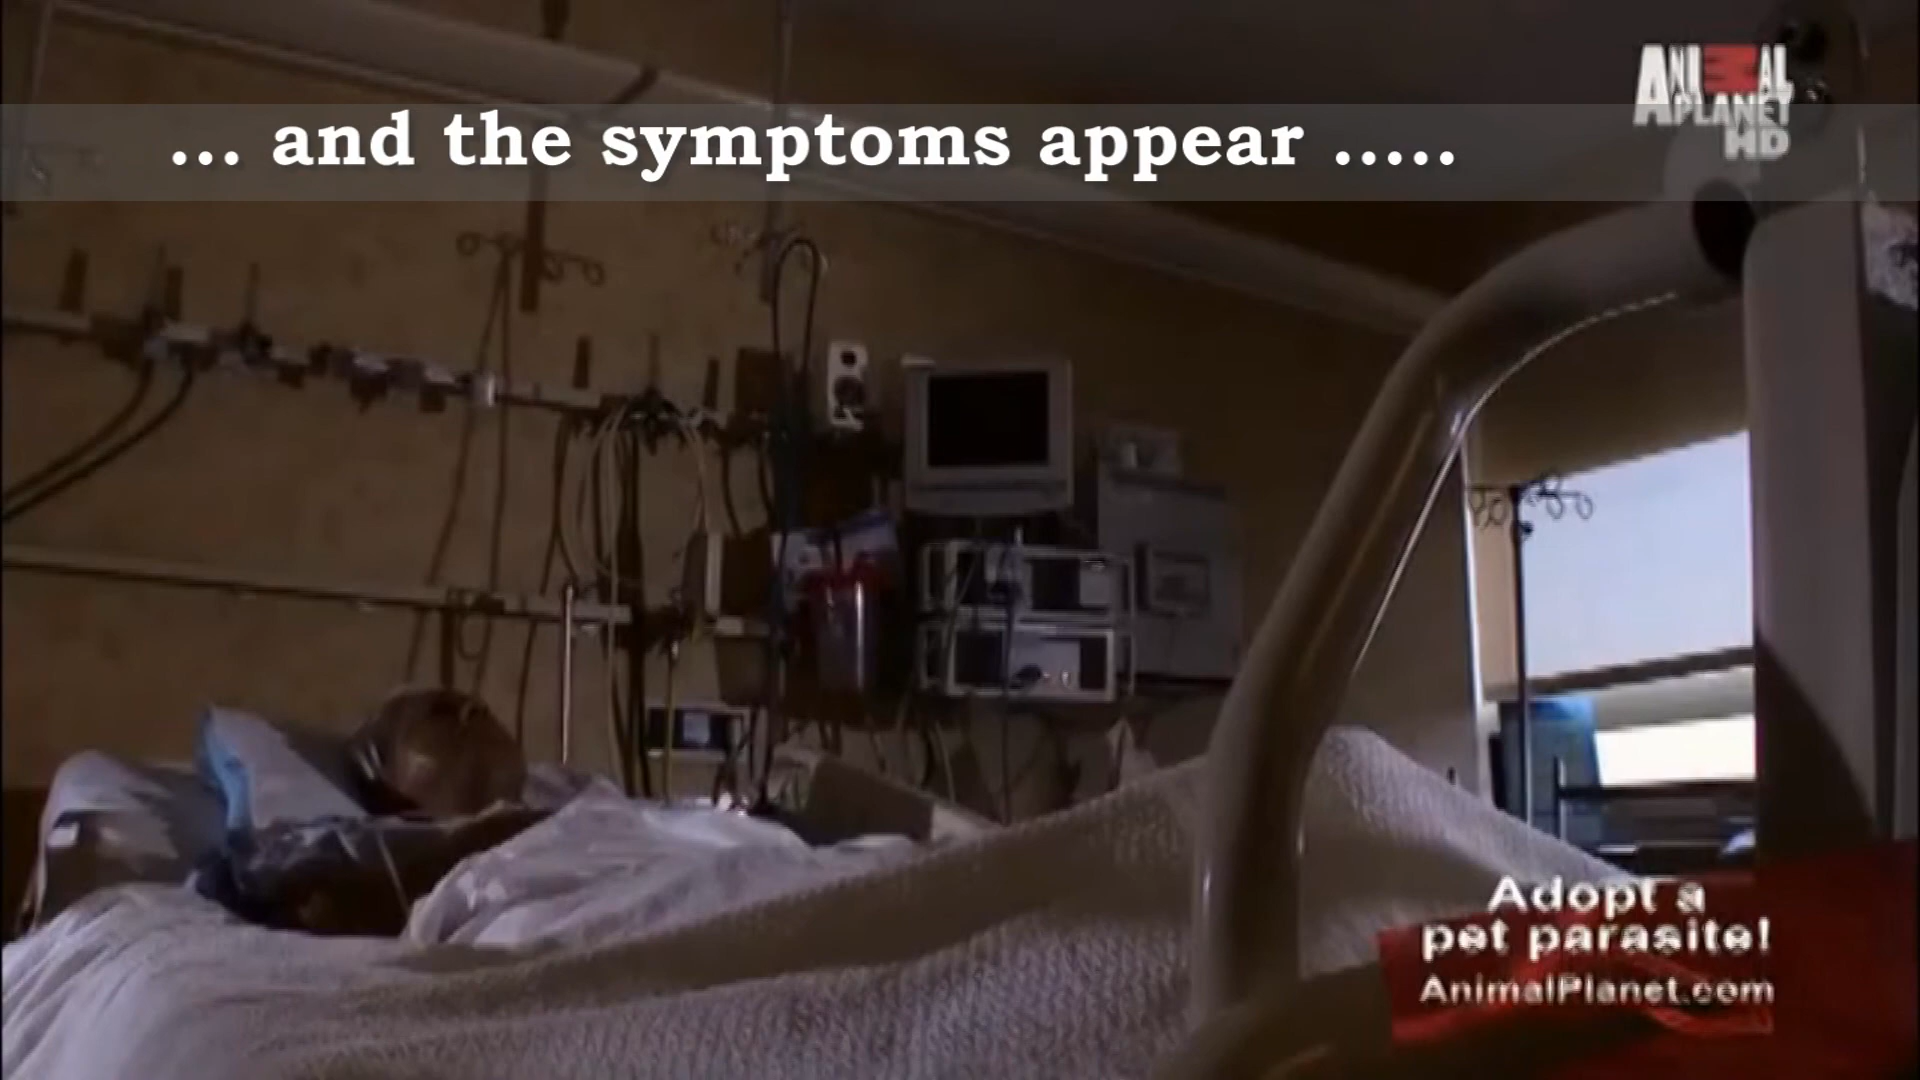 ... and the symptoms appear .....
ANIMAL
PLANET
HD
Adopt a
pet parasite!
AnimalPlanet.com